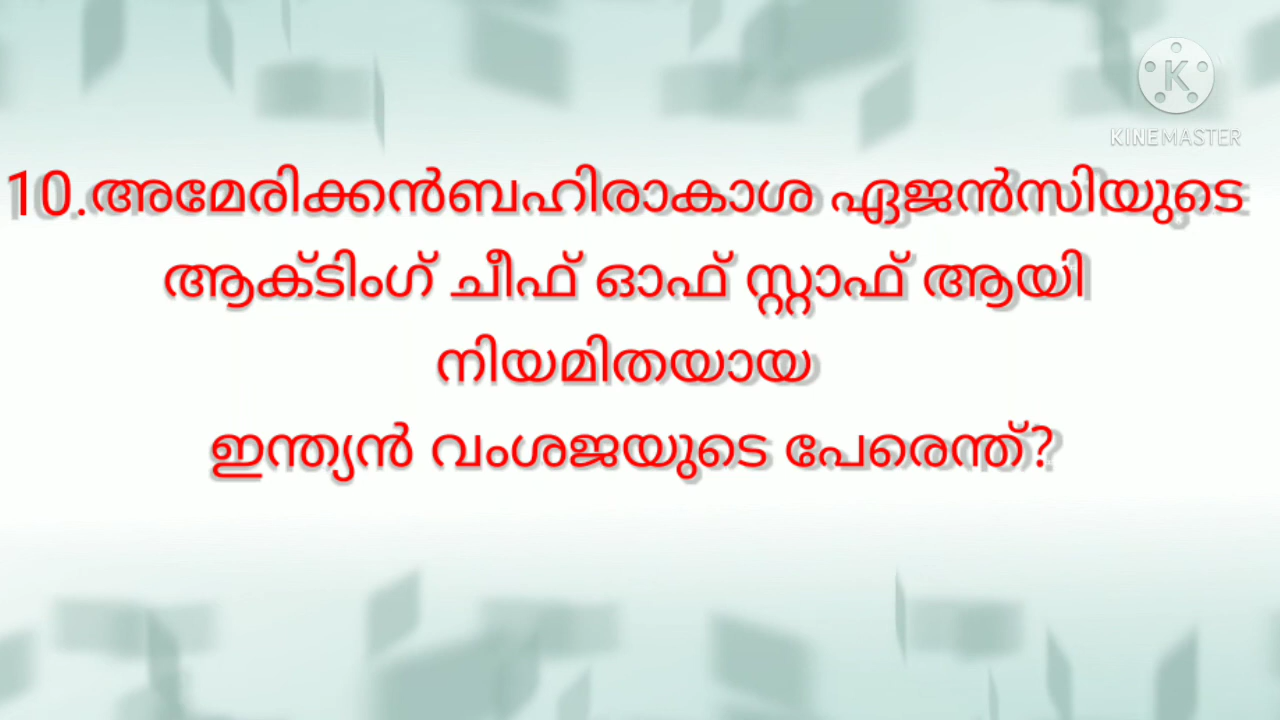 K
KINEMASTER
10.അമേരിക്കൻബഹിരാകാശ ഏജൻസിയുടെ
ആക്ടിംഗ് ചീഫ് ഓഫ് സ്റ്റാഫ് ആയി
നിയമിതയായ
ഇന്ത്യൻ വംശജയുടെ പേരെന്ത്?